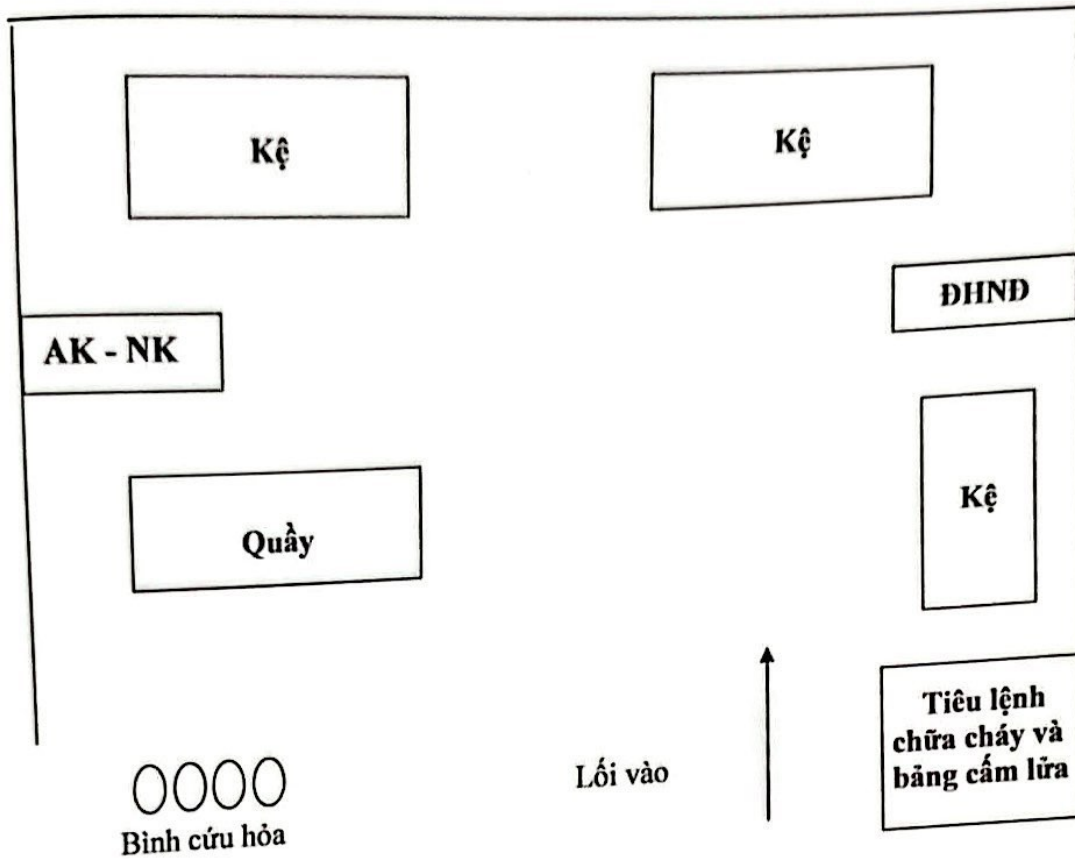 Kệ
Kệ
ĐHNĐ
AK - NK
Kệ
Quầy
Tiêu lệnh
chữa cháy và
bảng cấm lửa
Lối vào
Bình cứu hỏa